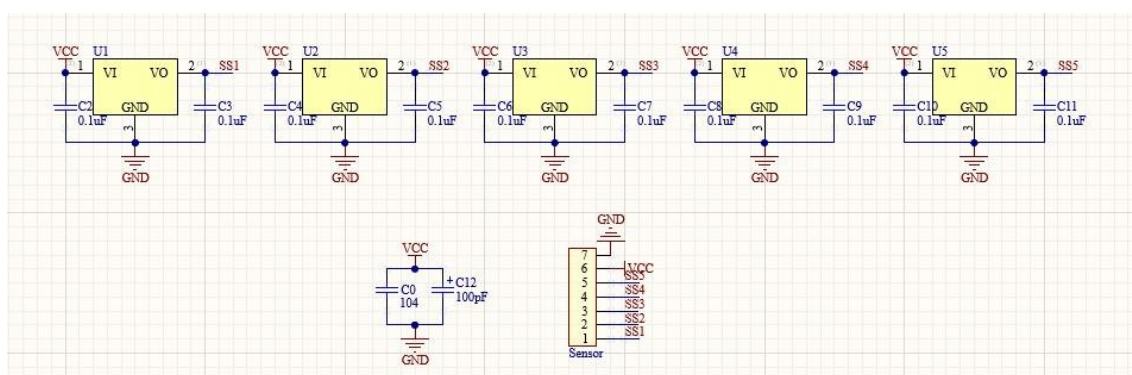 VCC U1 VCC U2 VCC U3 VCC U4 VCC U5
1 VI VO 2 SS1 1 VI VO 2 SS2 1 VI VO 2 SS3 1 VI VO 2 SS4 1 VI VO 2 SS5
C2 GND C3 C4 GND C5 C6 GND C7 C8 GND C9 C10 GND C11
0.1uF 3 0.1uF 0.1uF 3 0.1uF 0.1uF 3 0.1uF 0.1uF 3 0.1uF 0.1uF 3 0.1uF
GND GND GND GND GND
GND
VCC
7
6 VCC
5 SS5
4 SS4
3 SS3
2 SS2
1 SS1
Sensor
C0 + C12
104 100pF
GND